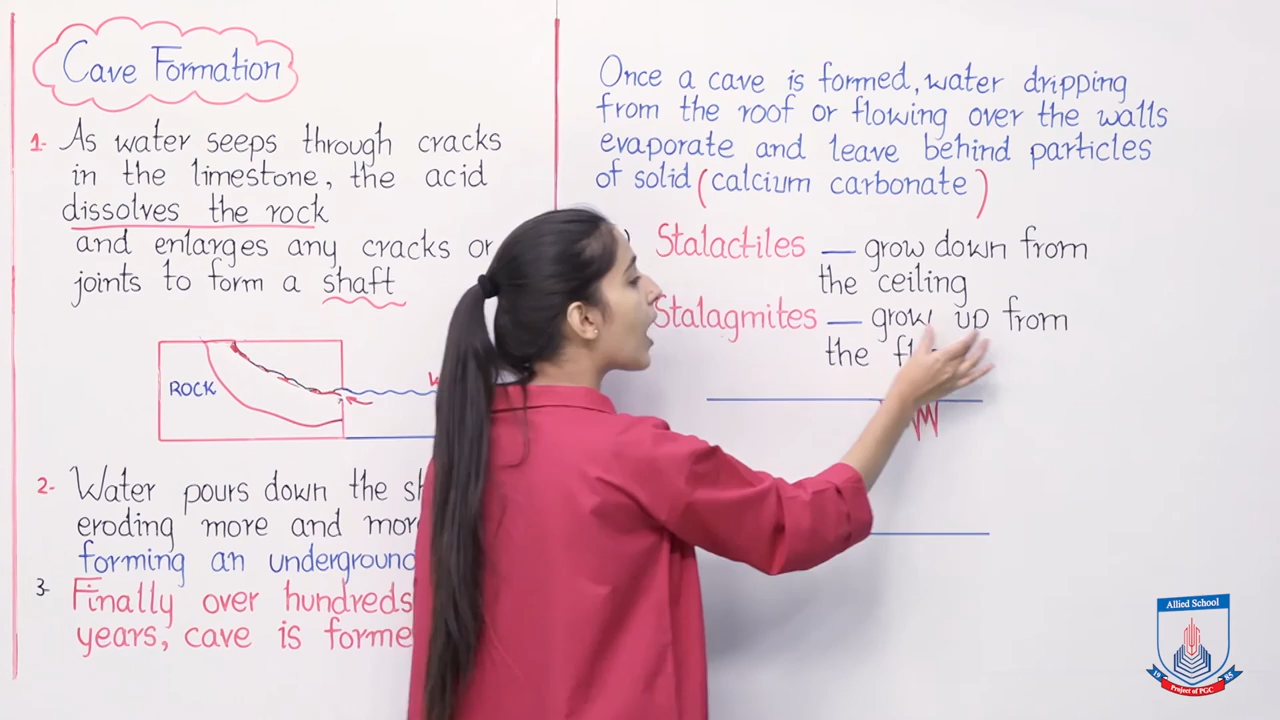 Cave Formation
1- As water seeps through cracks
in the limestone, the acid
dissolves the rock
and enlarges any cracks or
joints to form a shaft
ROCK
2- Water pours down the
eroding more and more
forming an underground
3- Finally over hundreds
years, cave is forme
Once a cave is formed, water dripping
from the roof or flowing over the walls
evaporate and leave behind particles
of solid (calcium carbonate)
Stalactiles — grow down from
the ceiling
Stalagmites — grow up from
the
Allied School
19 85
Project of PGC